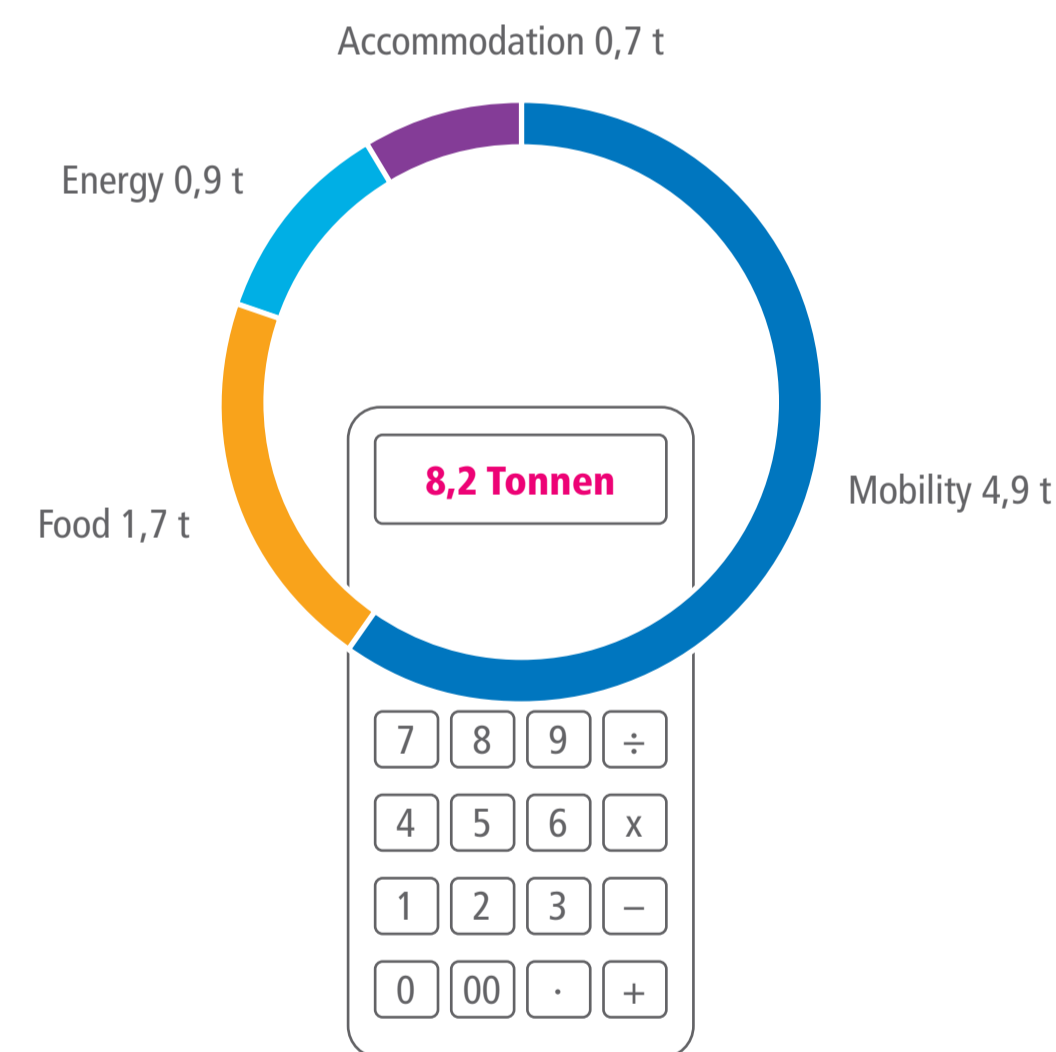 Accommodation 0,7 t
Energy 0,9 t
8,2 Tonnen
Mobility 4,9 t
Food 1,7 t
7 8 9 ÷
4 5 6 x
1 2 3 −
0 00 · +